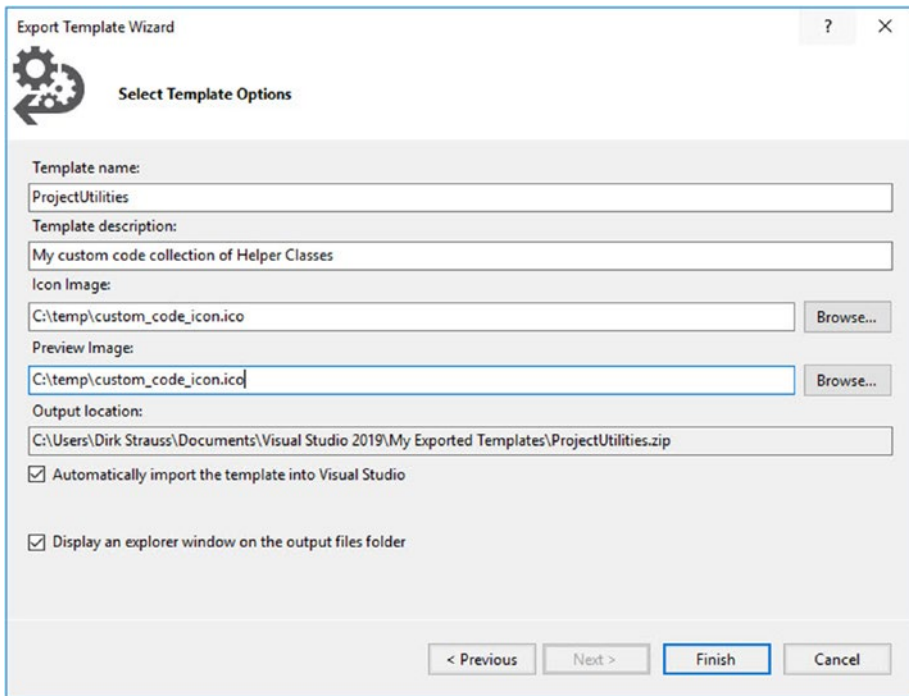 Export Template Wizard
?
Select Template Options
Template name:
ProjectUtilities
Template description:
My custom code collection of Helper Classes
Icon Image:
C:\temp\custom_code_icon.ico
Browse...
Preview Image:
C:\temp\custom_code_icon.ico
Browse...
Output location:
C:\Users\Dirk Strauss\Documents\Visual Studio 2019\My Exported Templates\ProjectUtilities.zip
Automatically import the template into Visual Studio
Display an explorer window on the output files folder
< Previous
Next >
Finish
Cancel